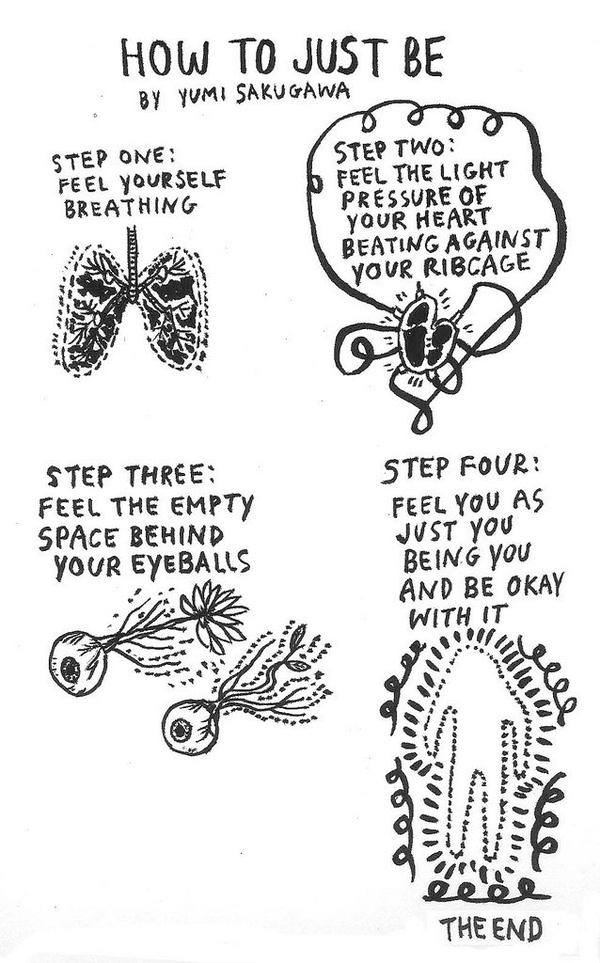 HOW TO JUST BE
BY YUMI SAKUGAWA
STEP ONE:
FEEL YOURSELF
BREATHING
STEP TWO:
FEEL THE LIGHT
PRESSURE OF
YOUR HEART
BEATING AGAINST
YOUR RIBCAGE
STEP THREE:
FEEL THE EMPTY
SPACE BEHIND
YOUR EYEBALLS
STEP FOUR:
FEEL YOU AS
JUST YOU
BEING YOU
AND BE OKAY
WITH IT
THE END